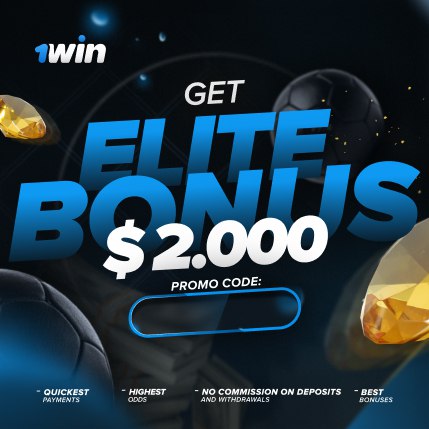 1win
GET
ELITE
BONUS
$ 2.000
PROMO CODE:
- QUICKEST
PAYMENTS
- HIGHEST
ODDS
- NO COMMISSION ON DEPOSITS
AND WITHDRAWALS
- BEST
BONUSES